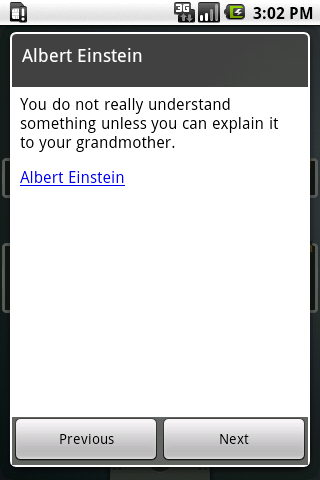 3G 3:02 PM
Albert Einstein
You do not really understand
something unless you can explain it
to your grandmother.
Albert Einstein
Previous Next